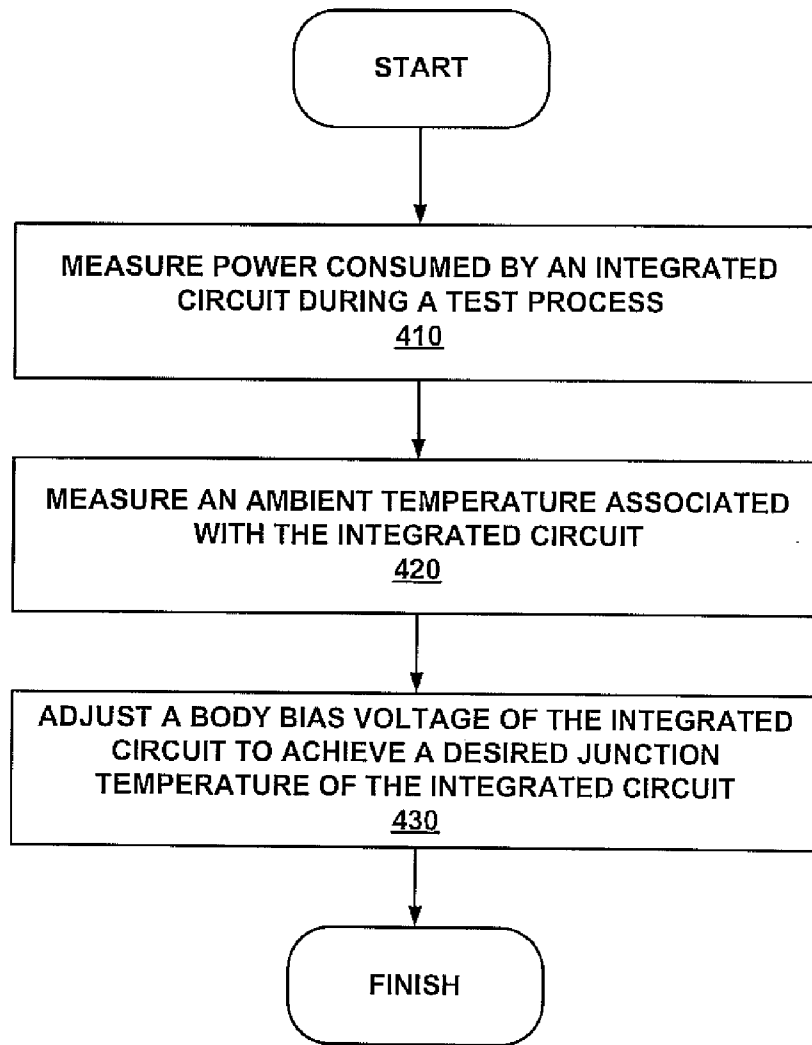 START
MEASURE POWER CONSUMED BY AN INTEGRATED
CIRCUIT DURING A TEST PROCESS
410
MEASURE AN AMBIENT TEMPERATURE ASSOCIATED
WITH THE INTEGRATED CIRCUIT
420
ADJUST A BODY BIAS VOLTAGE OF THE INTEGRATED
CIRCUIT TO ACHIEVE A DESIRED JUNCTION
TEMPERATURE OF THE INTEGRATED CIRCUIT
430
FINISH